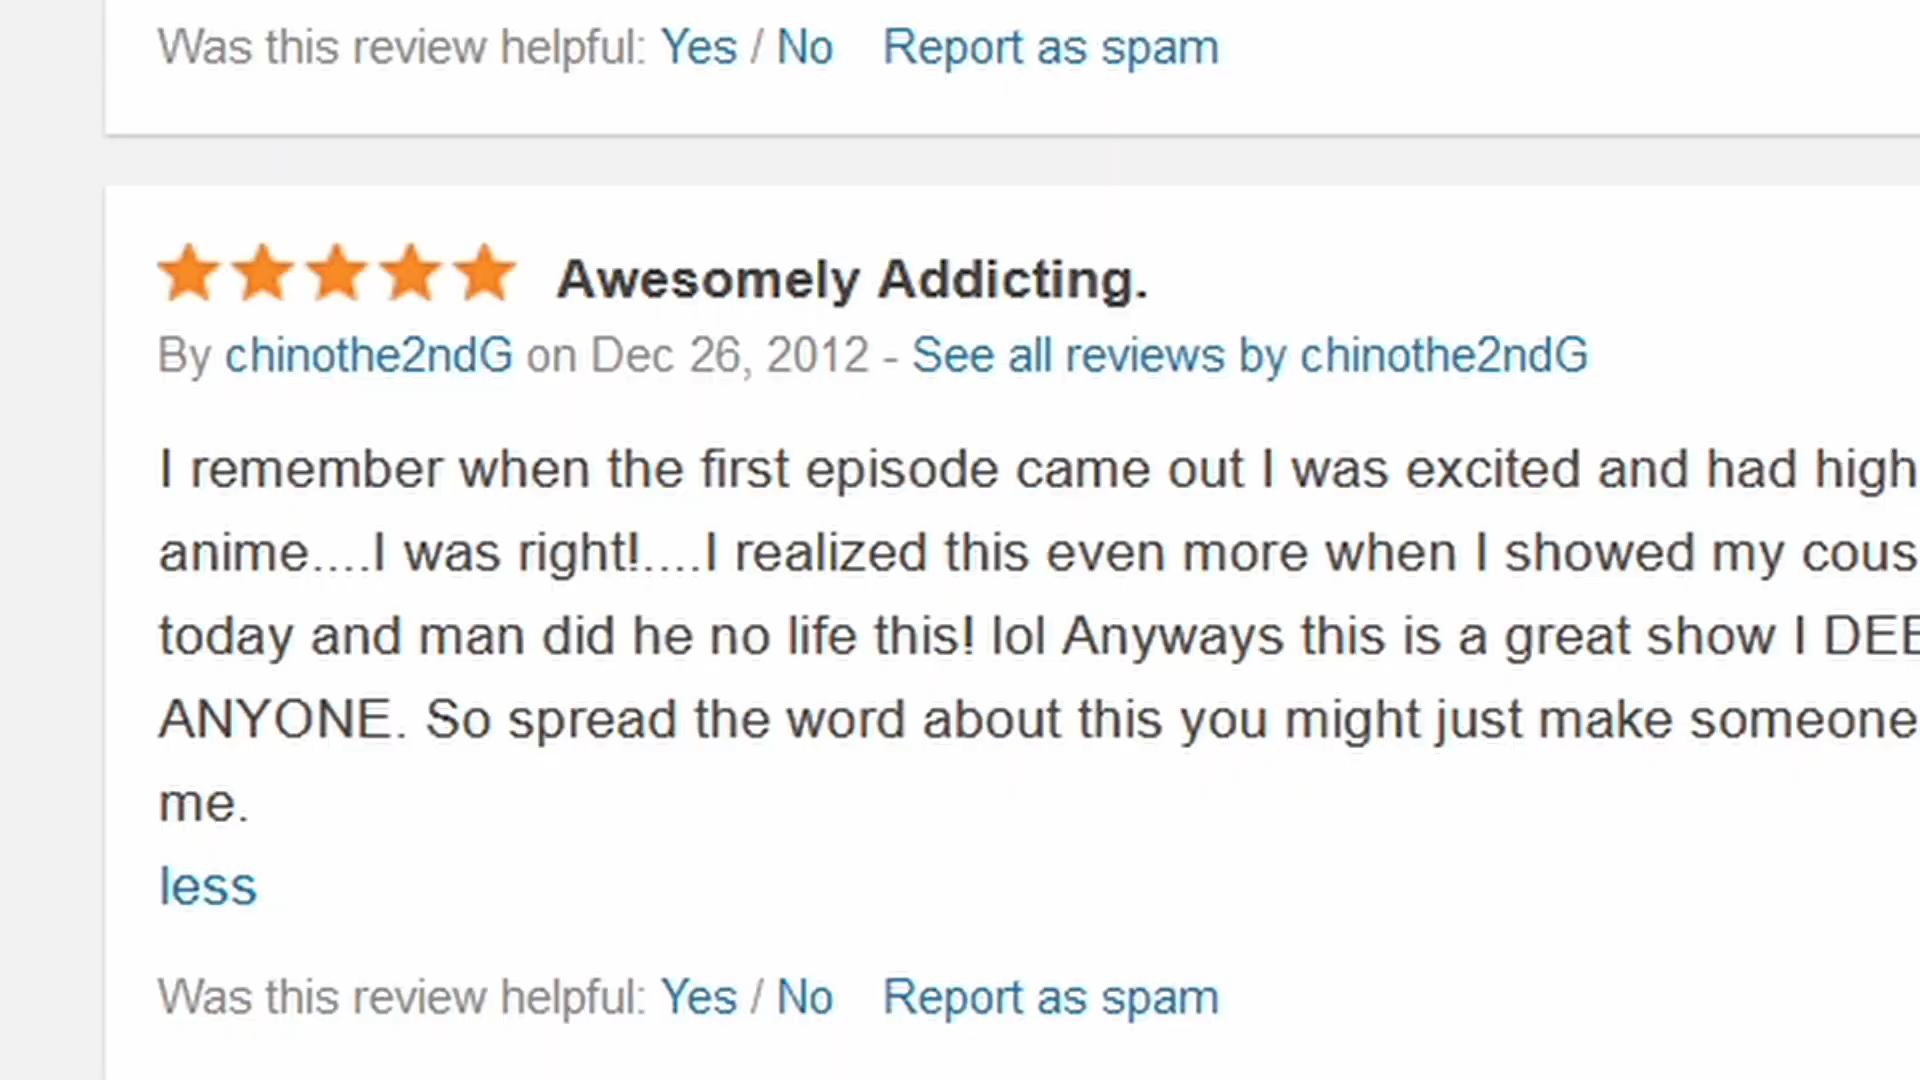 Was this review helpful: Yes / No Report as spam
Awesomely Addicting.
By chinothe2ndG on Dec 26, 2012 - See all reviews by chinothe2ndG
I remember when the first episode came out I was excited and had high
anime....I was right!....I realized this even more when I showed my cous
today and man did he no life this! lol Anyways this is a great show I DEE
ANYONE. So spread the word about this you might just make someone
me.
less
Was this review helpful: Yes / No Report as spam